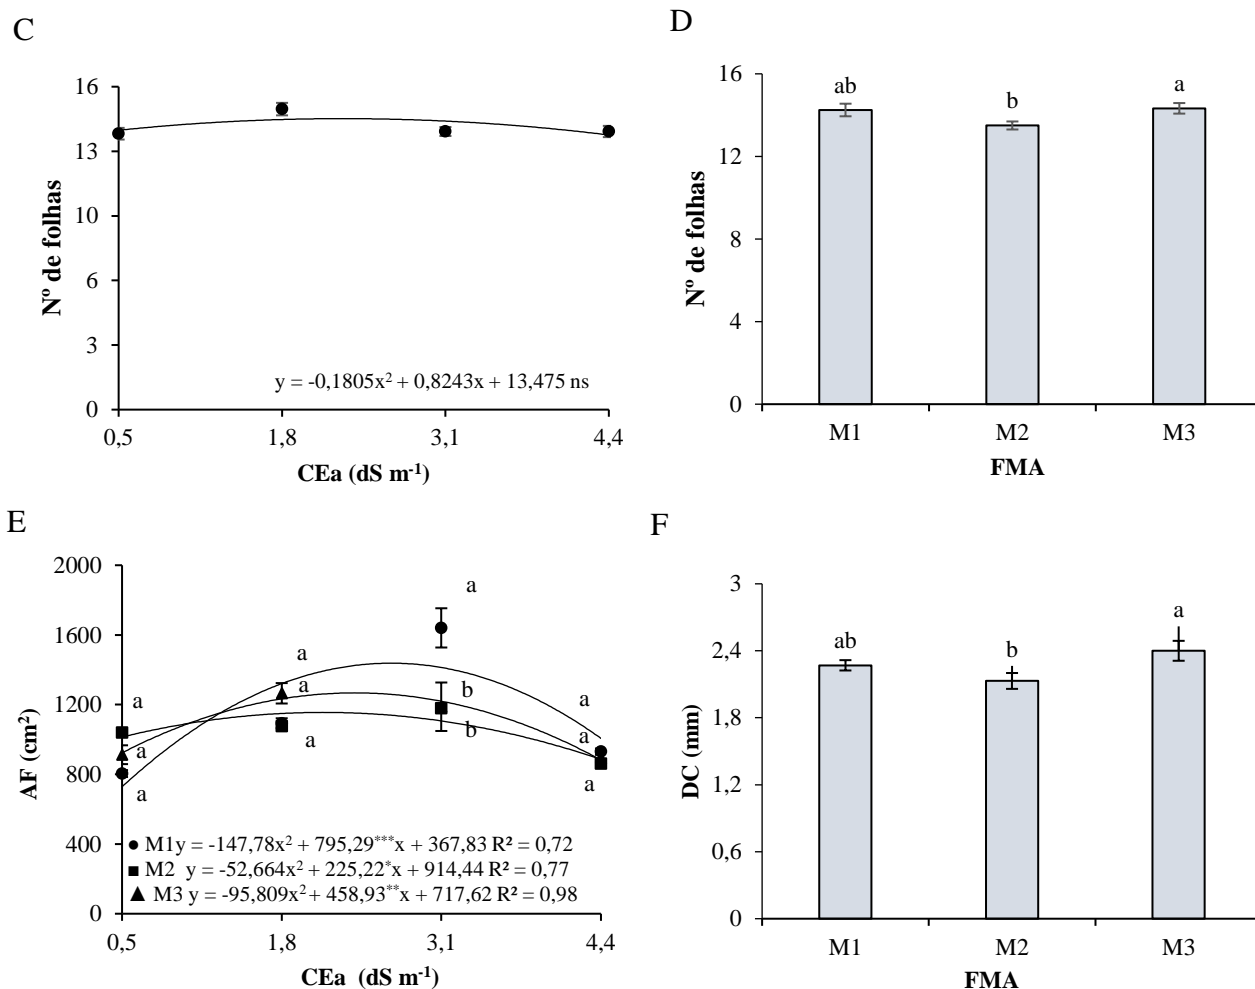 C
16
13
10
6
3
0
Nº de folhas
y = -0,1805x² + 0,8243x + 13,475 ns
0,5 1,8 3,1 4,4
CEa (dS m⁻¹)
D
16
12
8
4
0
Nº de folhas
ab
b
a
M1 M2 M3
FMA
E
2000
1600
1200
800
400
0
AF (cm²)
a
a
a
a
a
a
a
b
b
a
a
a
M1y = -147,78x² + 795,29***x + 367,83 R² = 0,72
M2 y = -52,664x² + 225,22*x + 914,44 R² = 0,77
M3 y = -95,809x² + 458,93**x + 717,62 R² = 0,98
0,5 1,8 3,1 4,4
CEa (dS m⁻¹)
F
3
2,4
1,8
1,2
0,6
0
DC (mm)
ab
b
a
M1 M2 M3
FMA